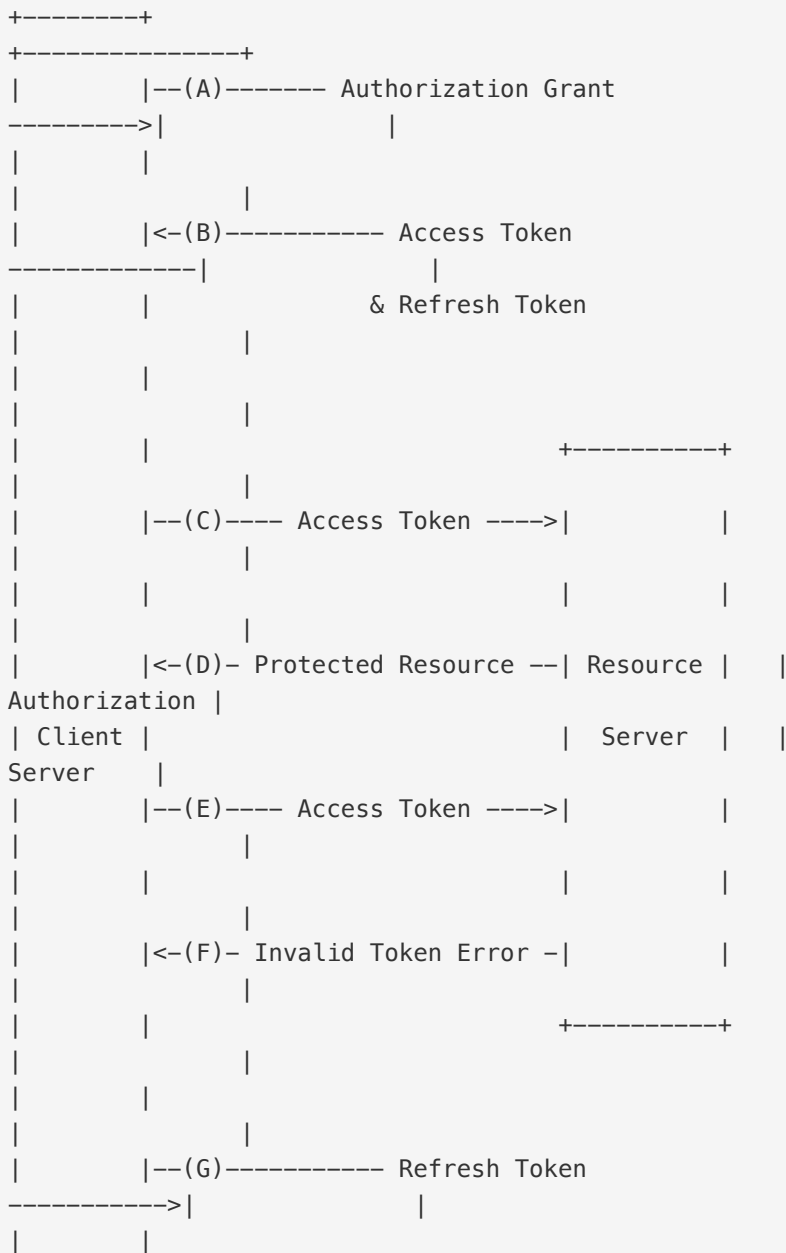 +--------+
+---------------+
|        |--(A)------- Authorization Grant
--------->|               |
|        |
|               |
|        |<-(B)----------- Access Token
-------------|               |
|        |               & Refresh Token
|               |
|        |
|               |
|        |                            +----------+
|               |
|        |--(C)---- Access Token ---->|          |
|               |
|        |                            |          |
|               |
|        |<-(D)- Protected Resource --| Resource |   |
Authorization |
| Client |                            |  Server  |   |
Server    |
|        |--(E)---- Access Token ---->|          |
|               |
|        |                            |          |
|               |
|        |<-(F)- Invalid Token Error -|          |
|               |
|        |                            +----------+
|               |
|        |
|               |
|        |--(G)----------- Refresh Token
----------->|               |
|        |